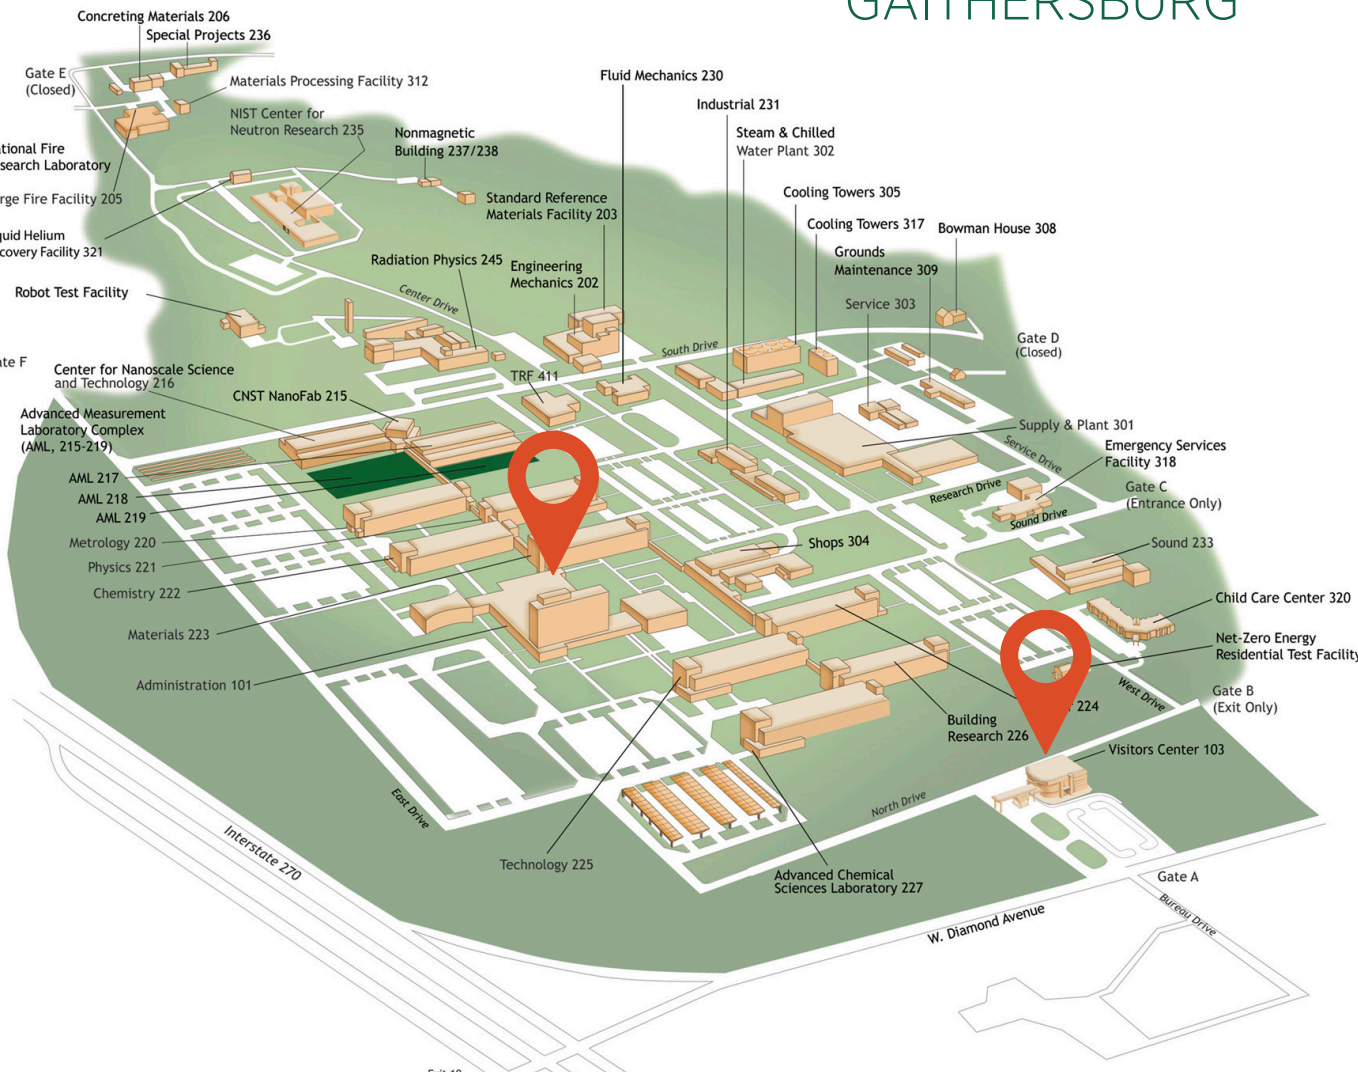 GAITHERSBURG
Concreting Materials 206
Special Projects 236
Gate E
(Closed)
Materials Processing Facility 312
Fluid Mechanics 230
Industrial 231
NIST Center for
Neutron Research 235
Nonmagnetic
Building 237/238
Steam & Chilled
Water Plant 302
ational Fire
search Laboratory
rge Fire Facility 205
Standard Reference
Materials Facility 203
Cooling Towers 305
Cooling Towers 317
Bowman House 308
quid Helium
covery Facility 321
Radiation Physics 245
Engineering
Mechanics 202
Grounds
Maintenance 309
Robot Test Facility
Center Drive
Service 303
South Drive
Gate D
(Closed)
ate F
Center for Nanoscale Science
and Technology 216
TRF 411
CNST NanoFab 215
Advanced Measurement
Laboratory Complex
(AML, 215-219)
Supply & Plant 301
Service Drive
Emergency Services
Facility 318
AML 217
AML 218
AML 219
Research Drive
Gate C
(Entrance Only)
Sound Drive
Metrology 220
Shops 304
Sound 233
Physics 221
Chemistry 222
Child Care Center 320
Materials 223
Net-Zero Energy
Residential Test Facility
Administration 101
West Drive
Gate B
(Exit Only)
r 224
Building
Research 226
Visitors Center 103
East Drive
North Drive
Interstate 270
Technology 225
Advanced Chemical
Sciences Laboratory 227
Gate A
Bureau Drive
W. Diamond Avenue